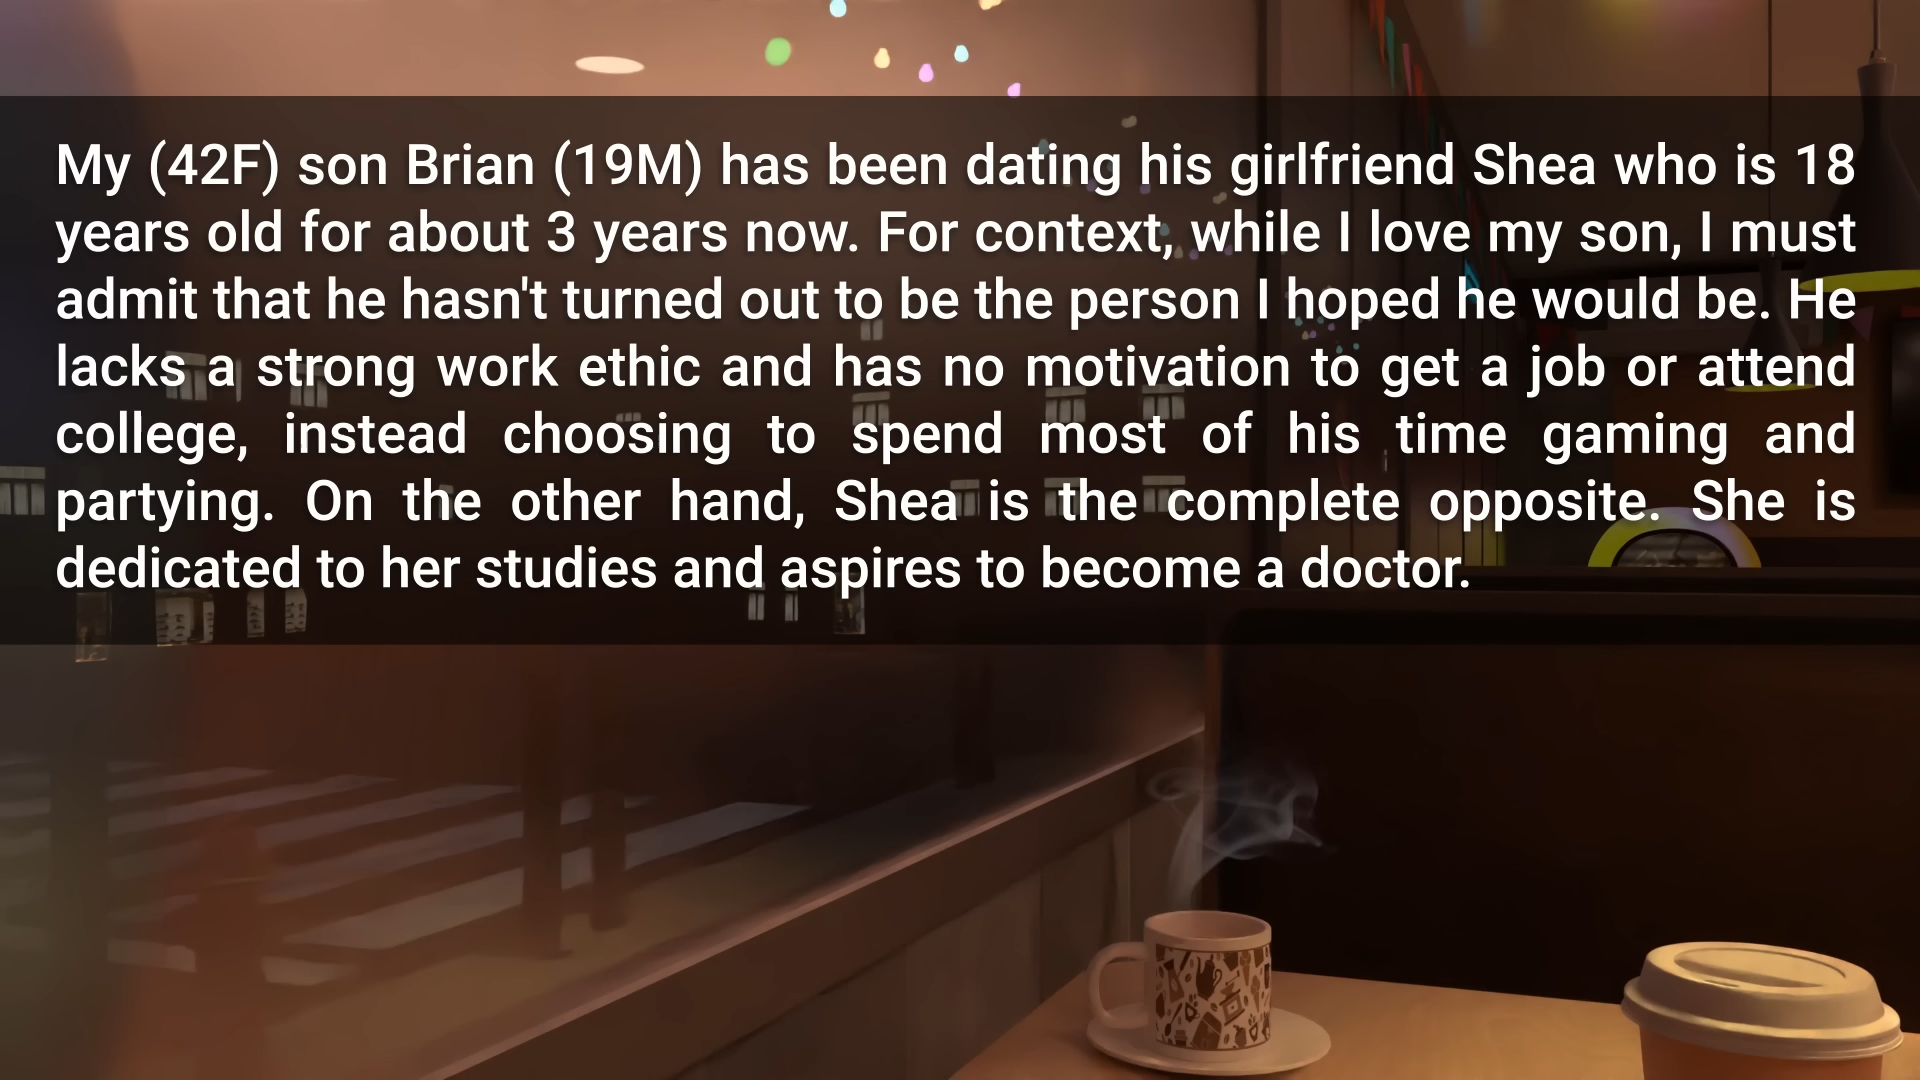 My (42F) son Brian (19M) has been dating his girlfriend Shea who is 18
years old for about 3 years now. For context, while I love my son, I must
admit that he hasn't turned out to be the person I hoped he would be. He
lacks a strong work ethic and has no motivation to get a job or attend
college, instead choosing to spend most of his time gaming and
partying. On the other hand, Shea is the complete opposite. She is
dedicated to her studies and aspires to become a doctor.